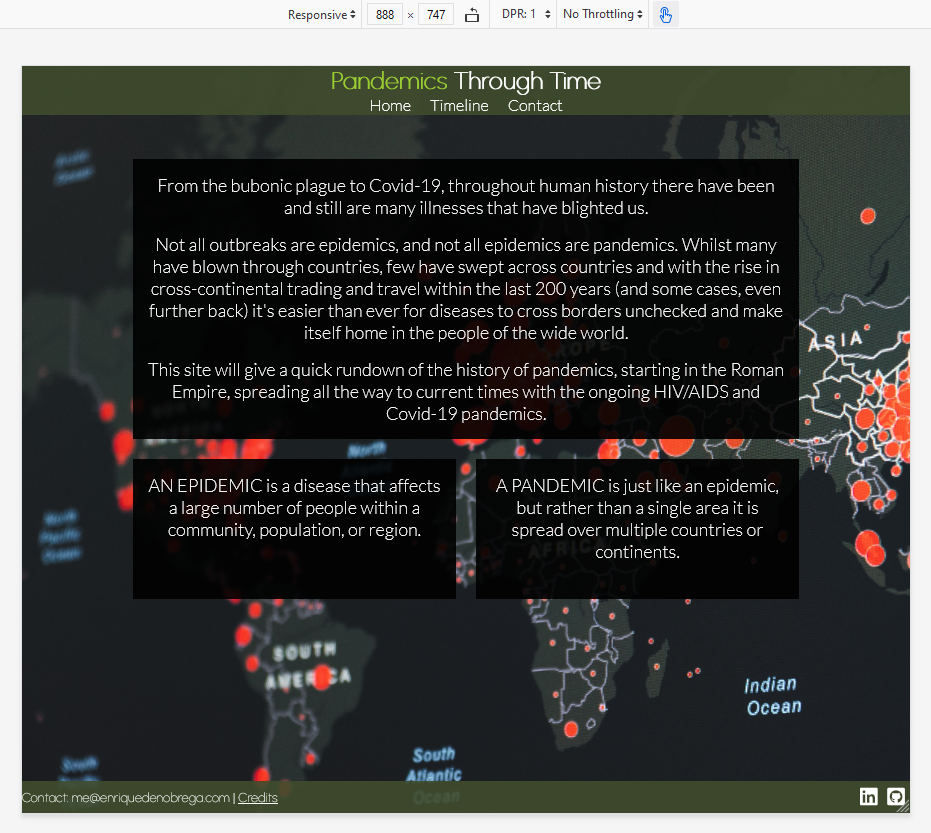 Responsive 888 × 747 DPR: 1 No Throttling
Pandemics Through Time
Home Timeline Contact
Arctic
Ocean
From the bubonic plague to Covid-19, throughout human history there have been
and still are many illnesses that have blighted us.
Not all outbreaks are epidemics, and not all epidemics are pandemics. Whilst many
have blown through countries, few have swept across countries and with the rise in
cross-continental trading and travel within the last 200 years (and some cases, even
further back) it's easier than ever for diseases to cross borders unchecked and make
itself home in the people of the wide world.
ASIA
This site will give a quick rundown of the history of pandemics, starting in the Roman
Empire, spreading all the way to current times with the ongoing HIV/AIDS and
Covid-19 pandemics.
North
Atlantic
AN EPIDEMIC is a disease that affects
a large number of people within a
community, population, or region.
A PANDEMIC is just like an epidemic,
but rather than a single area it is
spread over multiple countries or
continents.
North
Pacific
Ocean
AFRICA
SOUTH
AMERICA
Indian
Ocean
South
Atlantic
Ocean
South
Contact: me@enriquedenobrega.com | Credits
in